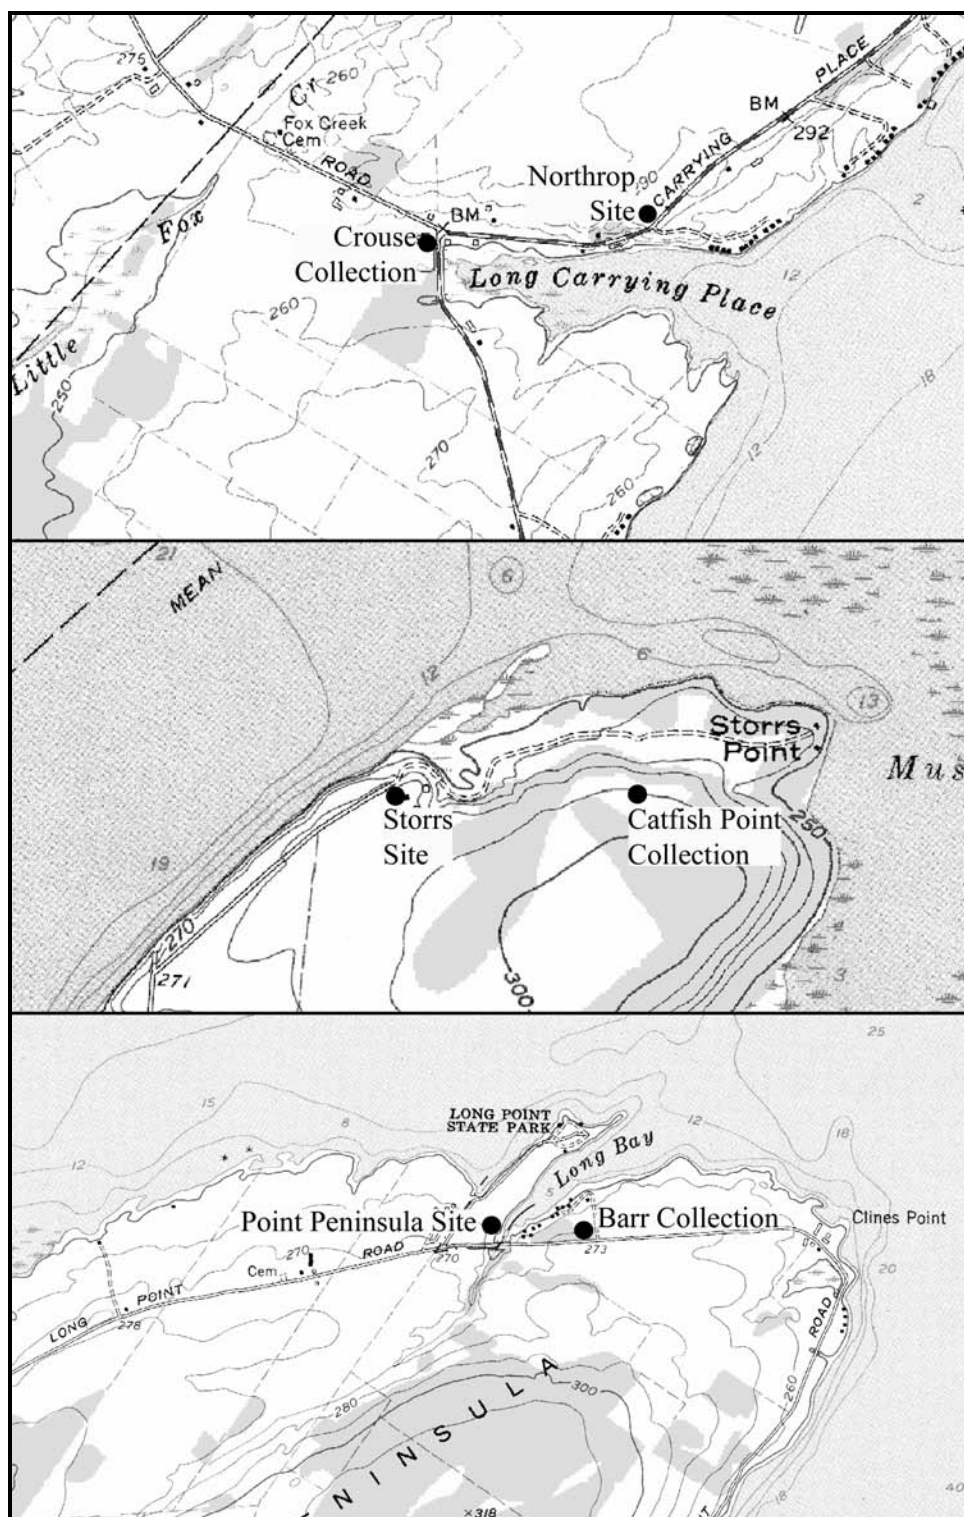 275
Cr
260
Fox Creek
Cem
ROAD
PLACE
BM
292
Northrop
Site
290
CARRYING
BM
Crouse
Collection
Long Carrying Place
12
2
Fox
Little
250
260
18
12
270
260
21
MEAN
6
12
6
13
Storrs
Point
Mus
Storrs
Site
Catfish Point
Collection
250
19
270
271
300
3
25
15
8
LONG POINT
STATE PARK
12
18
12
Long Bay
Point Peninsula Site
Barr Collection
Clines Point
270
ROAD
270
273
20
Cem
POINT
LONG
278
ROAD
260
280
300
NINSULA
18
×318
NT
40